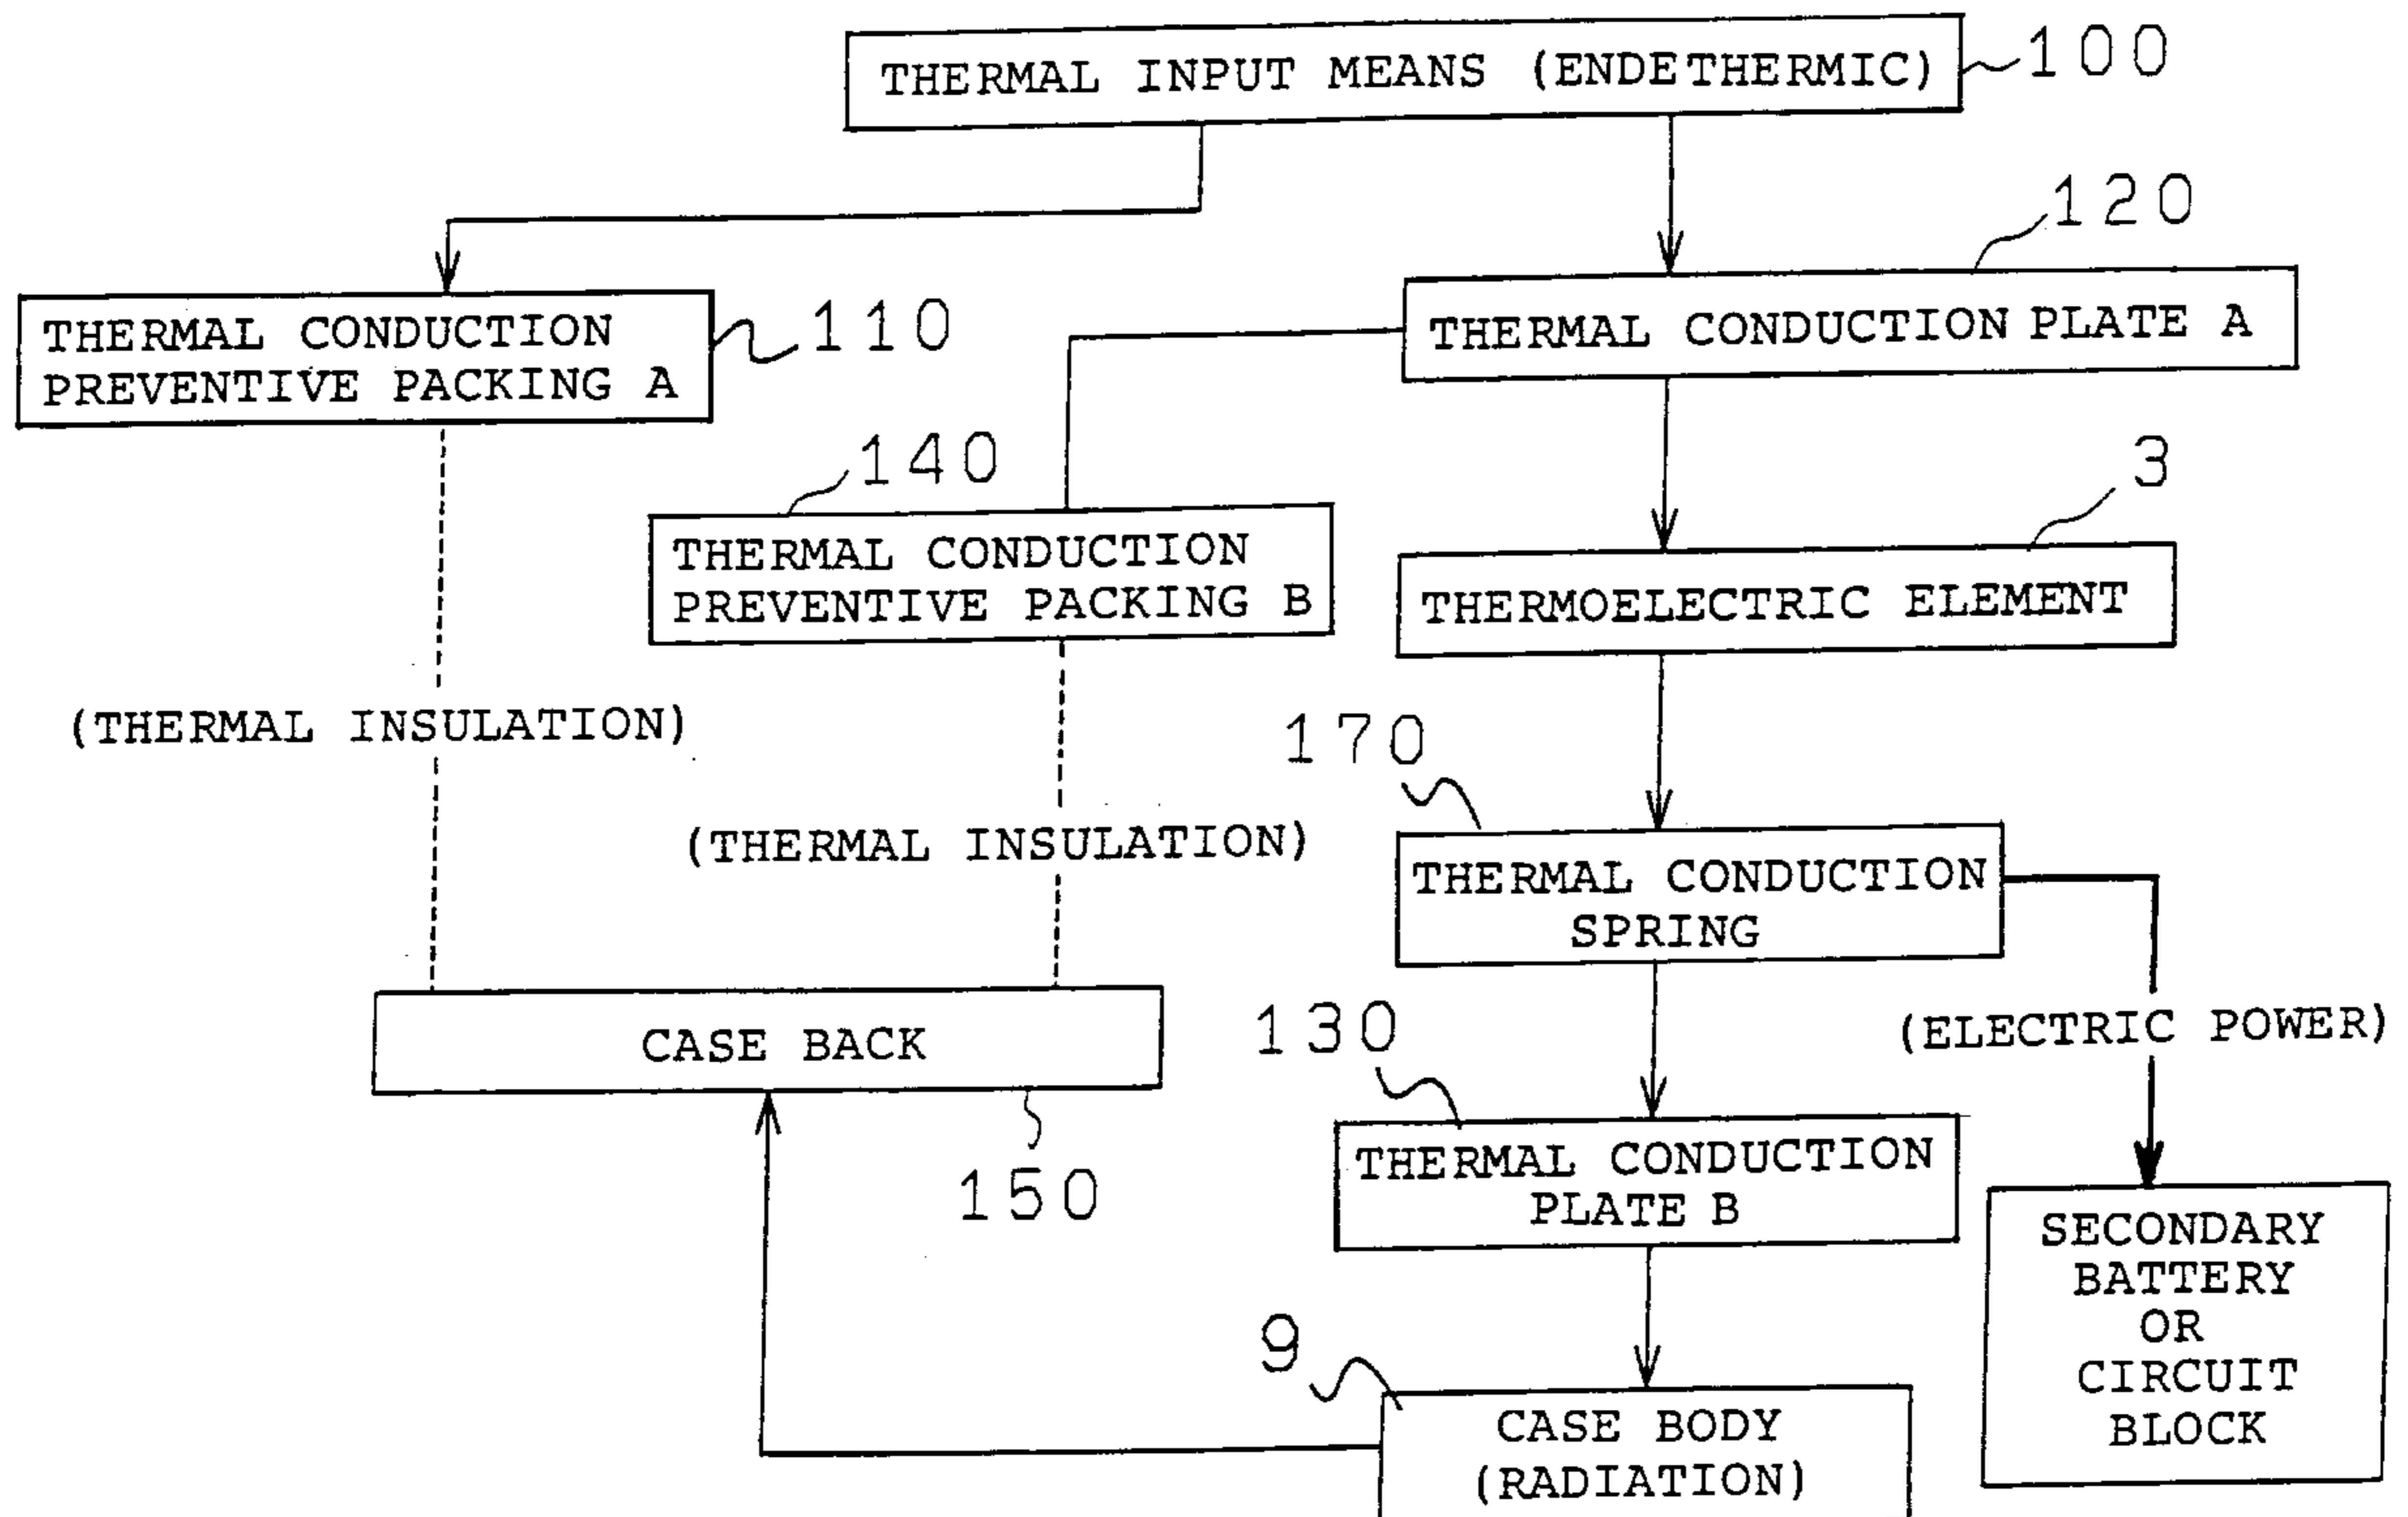 THERMAL INPUT MEANS (ENDETHERMIC)
100
120
THERMAL CONDUCTION
PREVENTIVE PACKING A
110
THERMAL CONDUCTION PLATE A
140
3
THERMAL CONDUCTION
PREVENTIVE PACKING B
THERMOELECTRIC ELEMENT
(THERMAL INSULATION)
170
(THERMAL INSULATION)
THERMAL CONDUCTION
SPRING
CASE BACK
130
(ELECTRIC POWER)
150
THERMAL CONDUCTION
PLATE B
SECONDARY
BATTERY
OR
CIRCUIT
BLOCK
9
CASE BODY
(RADIATION)